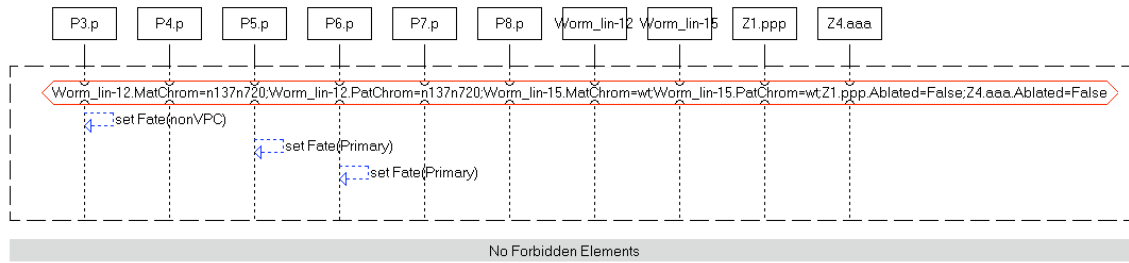 P3.p P4.p P5.p P6.p P7.p P8.p Worm_lin-12 Worm_lin-15 Z1.ppp Z4.aaa
Worm_lin-12.MatChrom=n137n720;Worm_lin-12.PatChrom=n137n720;Worm_lin-15.MatChrom=wt;Worm_lin-15.PatChrom=wt;Z1.ppp.Ablated=False;Z4.aaa.Ablated=False
set Fate(nonVPC)
set Fate(Primary)
set Fate(Primary)
No Forbidden Elements